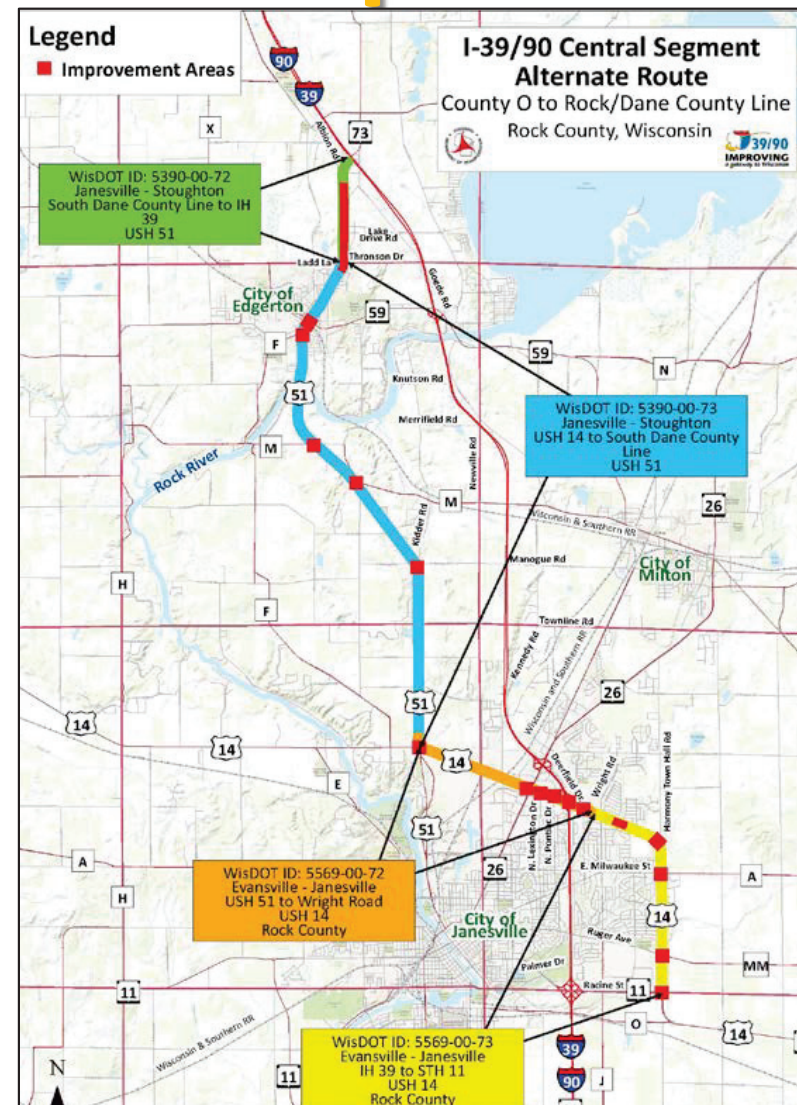 Legend
Improvement Areas
I-39/90 Central Segment
Alternate Route
County O to Rock/Dane County Line
Rock County, Wisconsin
39/90
IMPROVING
a gateway to Wisconsin
90
39
Albion Rd
73
X
WisDOT ID: 5390-00-72
Janesville - Stoughton
South Dane County Line to IH
39
USH 51
Lake
Drive Rd
Ladd La
Thronson Dr
Goede Rd
City of
Edgerton
59
F
59
N
Knutson Rd
51
Merrifield Rd
WisDOT ID: 5390-00-73
Janesville - Stoughton
USH 14 to South Dane County
Line
USH 51
M
Rock River
Newville Rd
M
26
Kidder Rd
Wisconsin & Southern RR
Manogue Rd
City of
Milton
H
F
Townline Rd
Kennedy Rd
Wisconsin and Southern RR
26
51
14
14
14
E
Deerfield Dr
Wright Rd
Harmony Town Hall Rd
51
N. Lexington Dr
N. Pontiac Dr
A
26
E. Milwaukee St
A
WisDOT ID: 5569-00-72
Evansville - Janesville
USH 51 to Wright Road
USH 14
Rock County
H
City of
Janesville
14
Ruger Ave
Palmer Dr
MM
11
Racine St
11
O
14
Wisconsin & Southern RR
WisDOT ID: 5569-00-73
Evansville - Janesville
IH 39 to STH 11
USH 14
Rock County
39
N
11
90
J